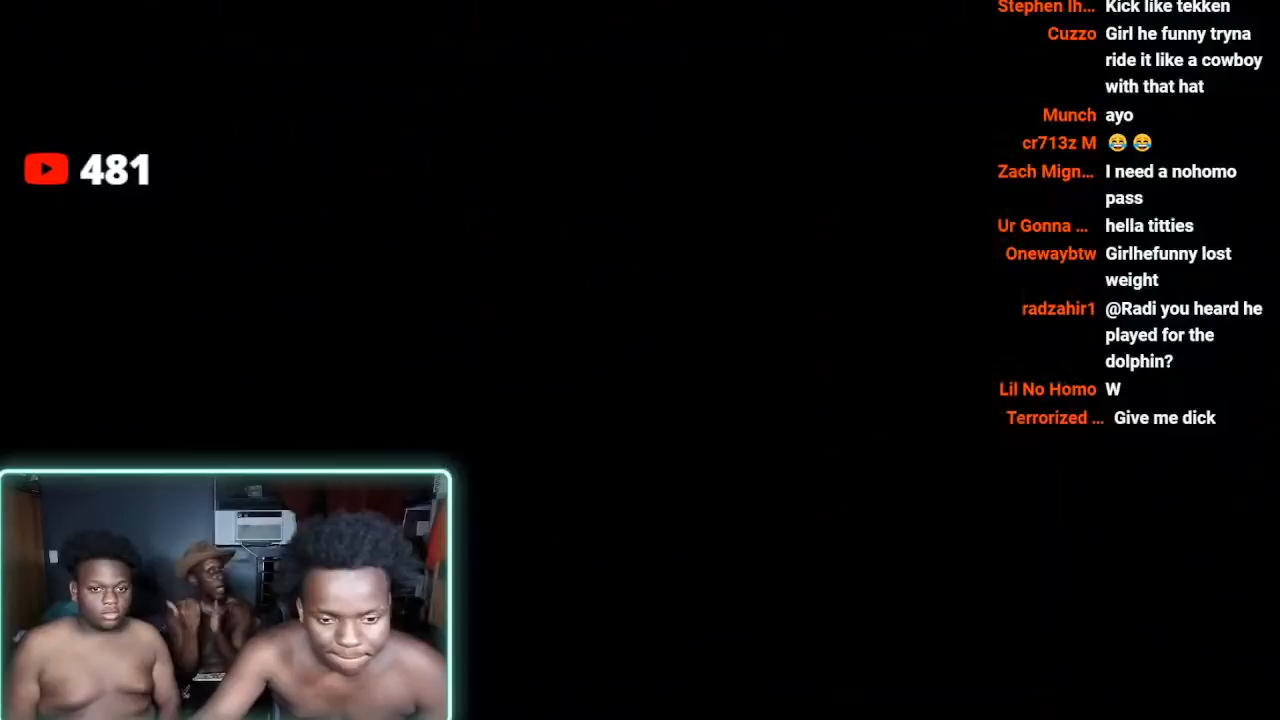 Stephen Ih... Kick like tekken
Cuzzo Girl he funny tryna
ride it like a cowboy
with that hat
Munch ayo
cr713z M 😂 😂
481
Zach Mign... I need a nohomo
pass
Ur Gonna ... hella titties
Onewaybtw Girlhefunny lost
weight
radzahir1 @Radi you heard he
played for the
dolphin?
Lil No Homo W
Terrorized ... Give me dick